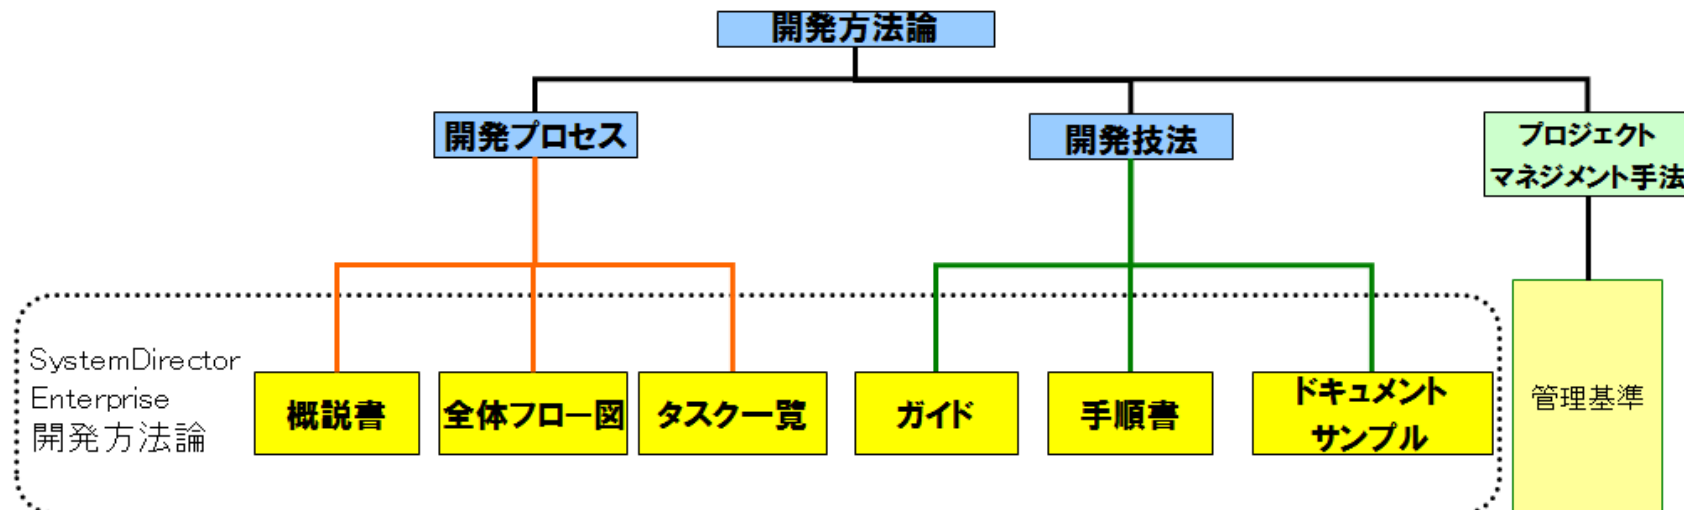 開発方法論
開発プロセス
開発技法
プロジェクト
マネジメント手法
SystemDirector
Enterprise
開発方法論
概説書
全体フロー図
タスク一覧
ガイド
手順書
ドキュメント
サンプル
管理基準